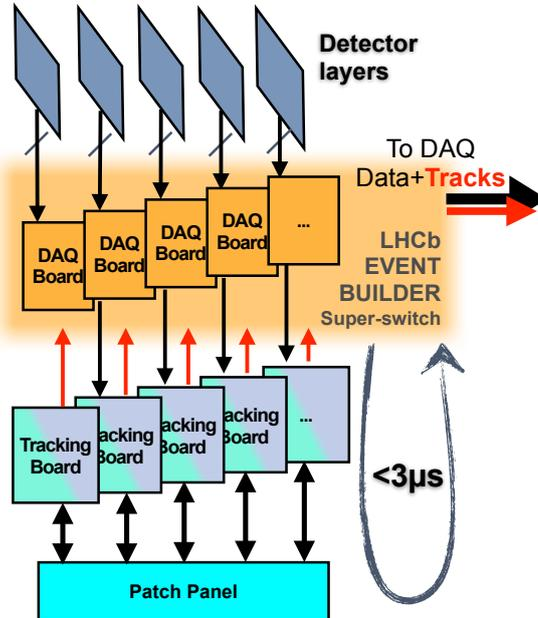 Detector
layers
To DAQ
Data+Tracks
DAQ
Board
DAQ
Board
DAQ
Board
DAQ
Board
...
LHCb
EVENT
BUILDER
Super-switch
Tracking
Board
acking
Board
acking
Board
acking
Board
...
<3µs
Patch Panel